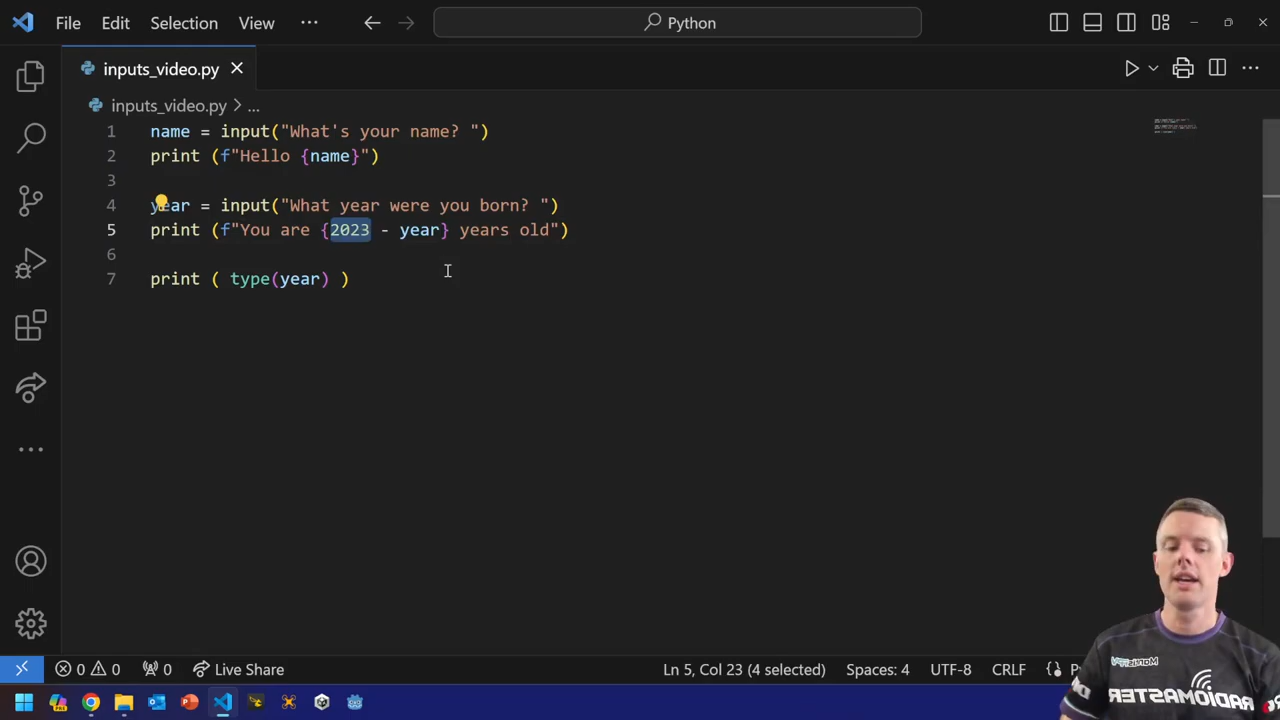 File Edit Selection View ··· Python
inputs_video.py
inputs_video.py > ...
1 name = input("What's your name? ")
2 print (f"Hello {name}")
3
4 year = input("What year were you born? ")
5 print (f"You are {2023 - year} years old")
6
7 print ( type(year) )
RADIOMASTER
0 0 0 Live Share Ln 5, Col 23 (4 selected) Spaces: 4 UTF-8 CRLF {}
PRE